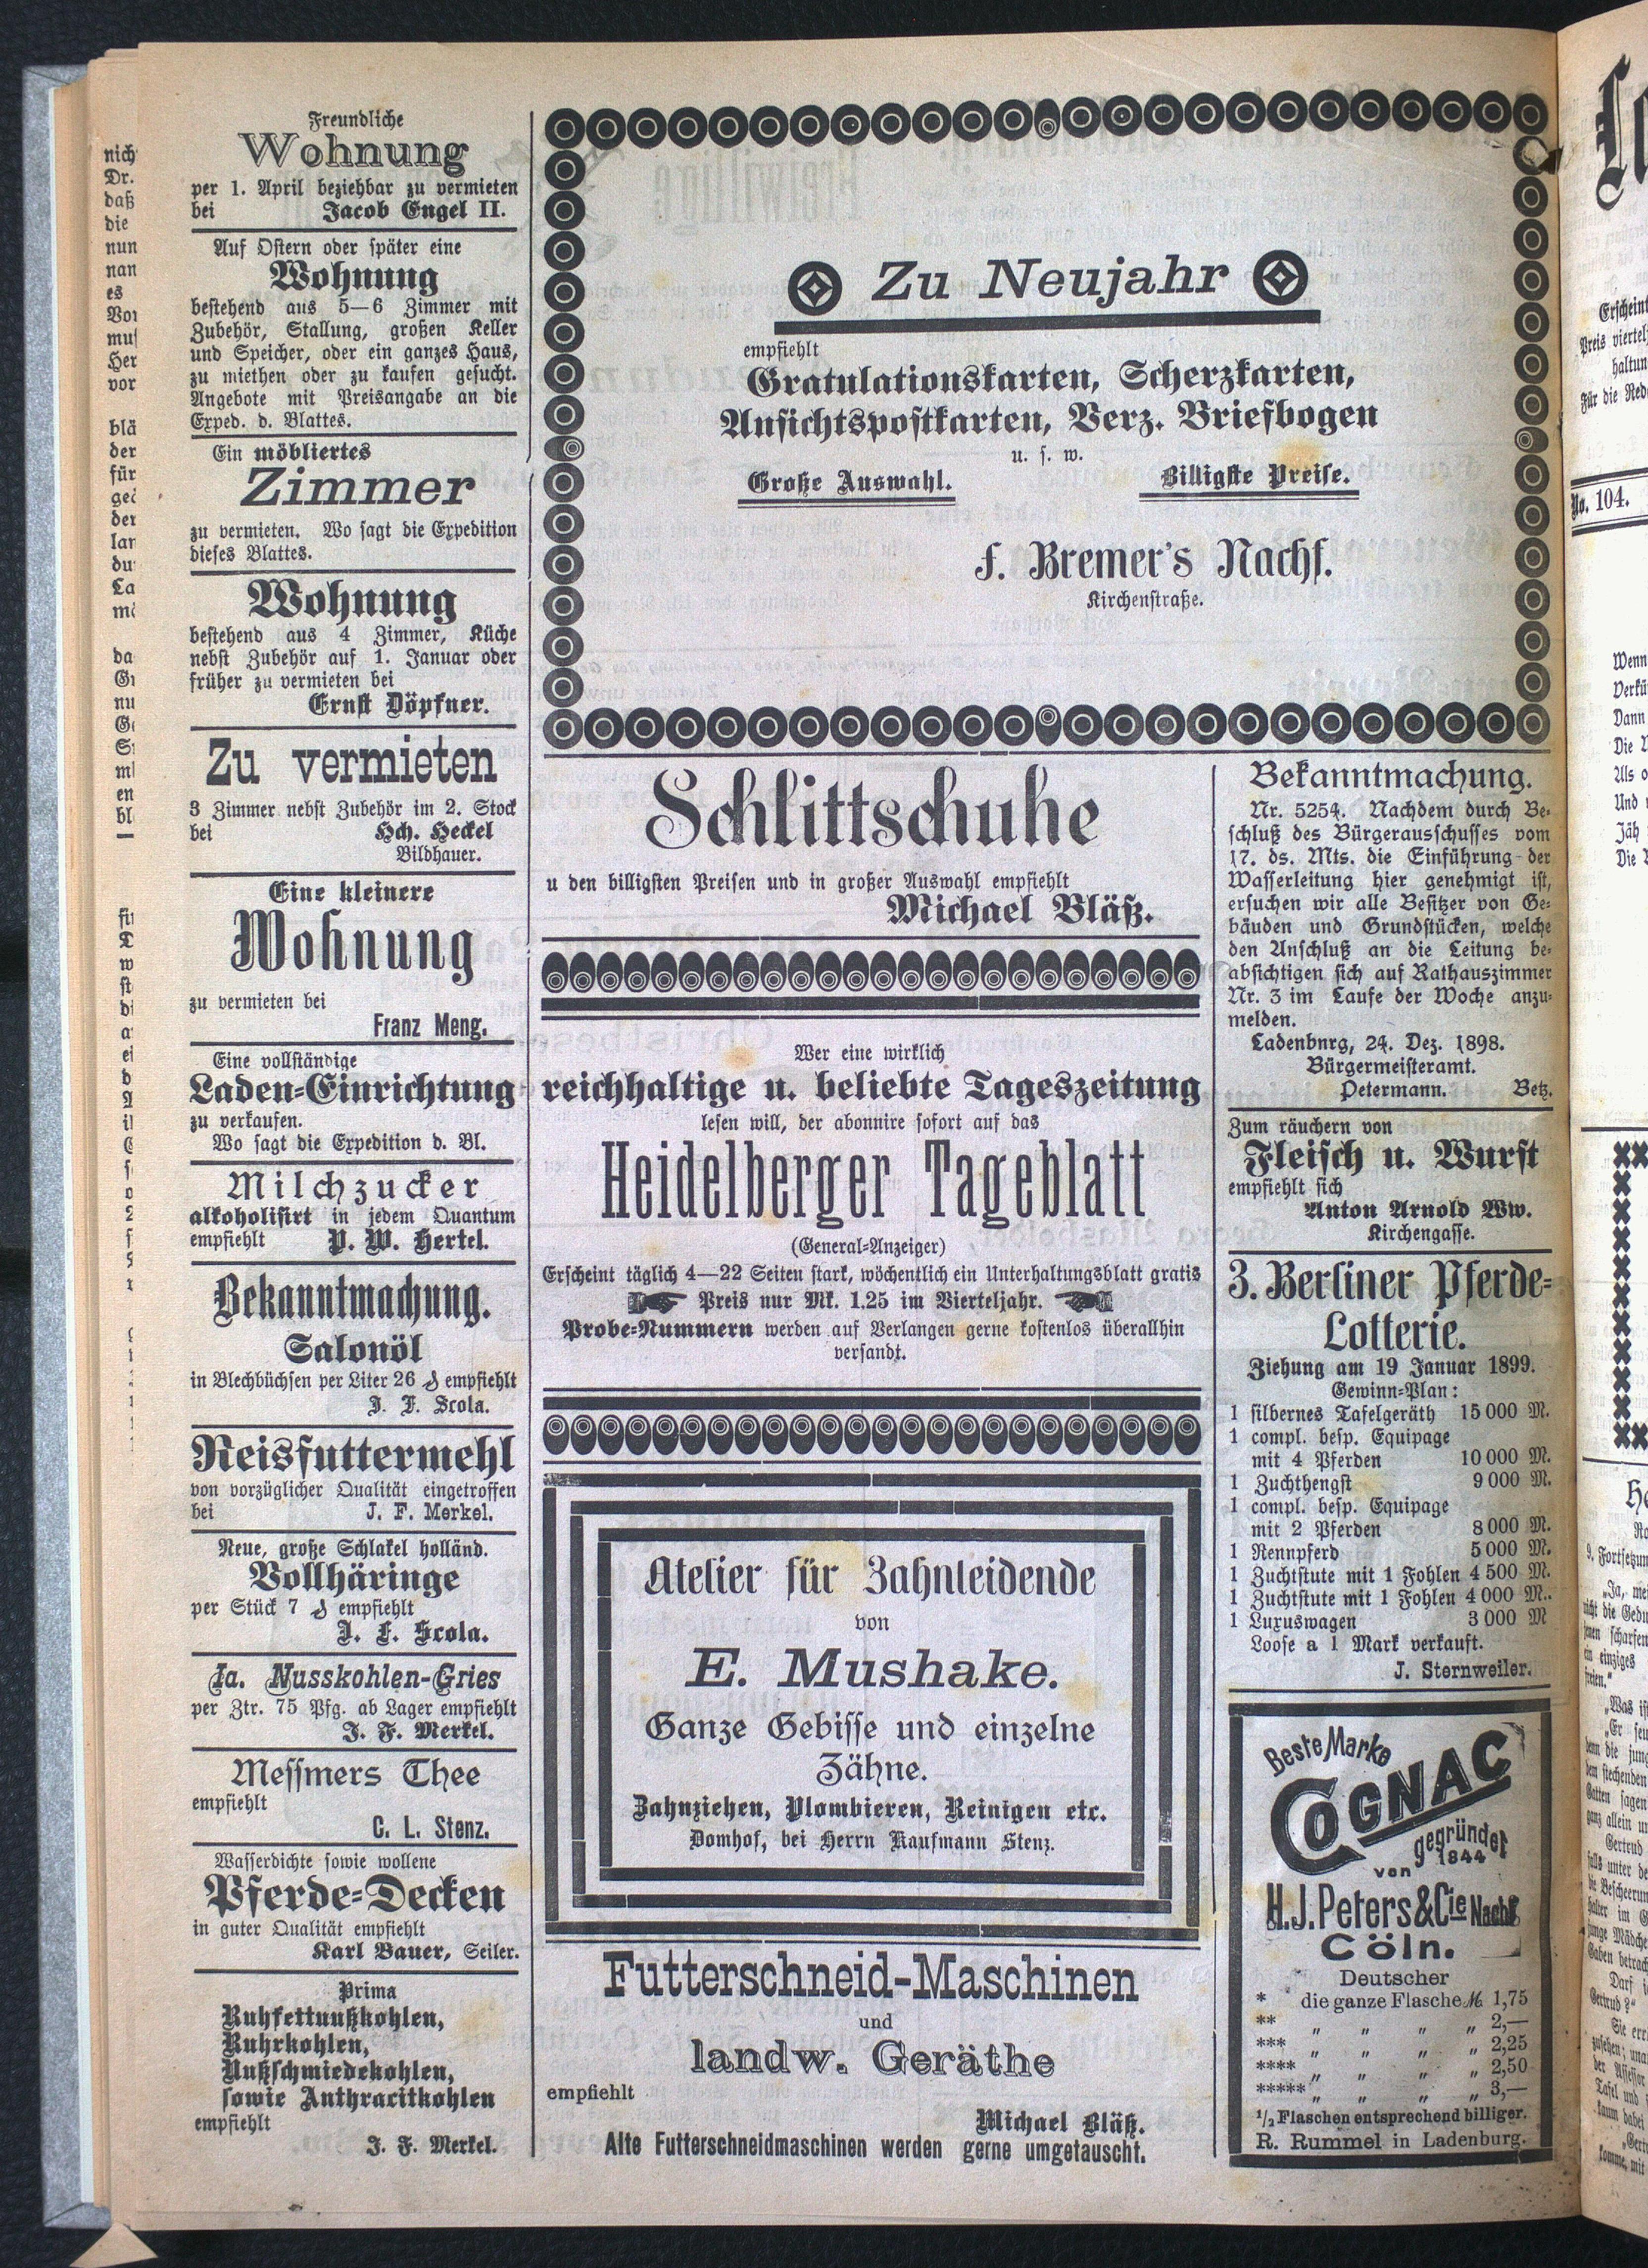 Freundliche
Wohnung
per 1. April beziehbar zu vermieten
bei Jacob Engel II.
Auf Ostern oder später eine
Wohnung
bestehend aus 5—6 Zimmer mit
Zubehör, Stallung, großen Keller
und Speicher, oder ein ganzes Haus,
zu miethen oder zu kaufen gesucht.
Angebote mit Preisangabe an die
Exped. d. Blattes.
Ein möbliertes
Zimmer
zu vermieten. Wo sagt die Expedition
dieses Blattes.
Wohnung
bestehend aus 4 Zimmer, Küche
nebst Zubehör auf 1. Januar oder
früher zu vermieten bei
Ernst Döpfner.
Zu vermieten
3 Zimmer nebst Zubehör im 2. Stock
bei Hch. Heckel
Bildhauer.
Eine kleinere
Wohnung
zu vermieten bei
Franz Meng.
Eine vollständige
Laden-Einrichtung
zu verkaufen.
Wo sagt die Expedition d. Bl.
Milchzucker
alkoholisirt in jedem Quantum
empfiehlt P. W. Hertel.
Bekanntmachung.
Salonöl
in Blechbüchsen per Liter 26 ₰ empfiehlt
J. F. Scola.
Reisfuttermehl
von vorzüglicher Qualität eingetroffen
bei J. F. Merkel.
Neue, große Schlakel holländ.
Vollhäringe
per Stück 7 ₰ empfiehlt
J. F. Scola.
Ia. Nusskohlen-Gries
per Ztr. 75 Pfg. ab Lager empfiehlt
J. F. Merkel.
Messmers Thee
empfiehlt
C. L. Stenz.
Wasserdichte sowie wollene
Pferde-Decken
in guter Qualität empfiehlt
Karl Bauer, Seiler.
Prima
Ruhfettnußkohlen,
Ruhrkohlen,
Nußschmiedekohlen,
sowie Anthracitkohlen
empfiehlt
J. F. Merkel.
Zu Neujahr
empfiehlt
Gratulationskarten, Scherzkarten,
Ansichtspostkarten, Verz. Briefbogen
u. s. w.
Große Auswahl. Billigste Preise.
F. Bremer's Nachf.
Kirchenstraße.
Schlittschuhe
u den billigsten Preisen und in großer Auswahl empfiehlt
Michael Bläß.
Wer eine wirklich
reichhaltige u. beliebte Tageszeitung
lesen will, der abonnire sofort auf das
Heidelberger Tageblatt
(General-Anzeiger)
Erscheint täglich 4—22 Seiten stark, wöchentlich ein Unterhaltungsblatt gratis
Preis nur Mk. 1.25 im Vierteljahr.
Probe-Nummern werden auf Verlangen gerne kostenlos überallhin
versandt.
Atelier für Zahnleidende
von
E. Mushake.
Ganze Gebisse und einzelne
Zähne.
Zahnziehen, Plombieren, Reinigen etc.
Domhof, bei Herrn Kaufmann Stenz.
Futterschneid-Maschinen
und
landw. Geräthe
empfiehlt
Michael Bläß.
Alte Futterschneidmaschinen werden gerne umgetauscht.
Bekanntmachung.
Nr. 5254. Nachdem durch Be-
schluß des Bürgerausschusses vom
17. ds. Mts. die Einführung der
Wasserleitung hier genehmigt ist,
ersuchen wir alle Besitzer von Ge-
bäuden und Grundstücken, welche
den Anschluß an die Leitung be-
absichtigen sich auf Rathauszimmer
Nr. 3 im Laufe der Woche anzu-
melden.
Ladenbnrg, 24. Dez. 1898.
Bürgermeisteramt.
Petermann. Betz.
Zum räuchern von
Fleisch u. Wurst
empfiehlt sich
Anton Arnold Ww.
Kirchengasse.
3. Berliner Pferde-
Lotterie.
Ziehung am 19 Januar 1899.
Gewinn-Plan:
1 silbernes Tafelgeräth 15 000 M.
1 compl. besp. Equipage
mit 4 Pferden 10 000 M.
1 Zuchthengst 9 000 M.
1 compl. besp. Equipage
mit 2 Pferden 8 000 M.
1 Rennpferd 5 000 M.
1 Zuchtstute mit 1 Fohlen 4 500 M.
1 Zuchtstute mit 1 Fohlen 4 000 M..
1 Luxuswagen 3 000 M
Loose a 1 Mark verkauft.
J. Sternweiler.
Beste Marke
COGNAC
gegründet
1844
von
H. J. Peters & Cie Nachf.
Cöln.
Deutscher
* die ganze Flasche M. 1,75
** „ „ „ „ 2,—
*** „ „ „ „ 2,25
**** „ „ „ „ 2,50
***** „ „ „ „ 3,—
1/2 Flaschen entsprechend billiger.
R. Rummel in Ladenburg.
No. 104.